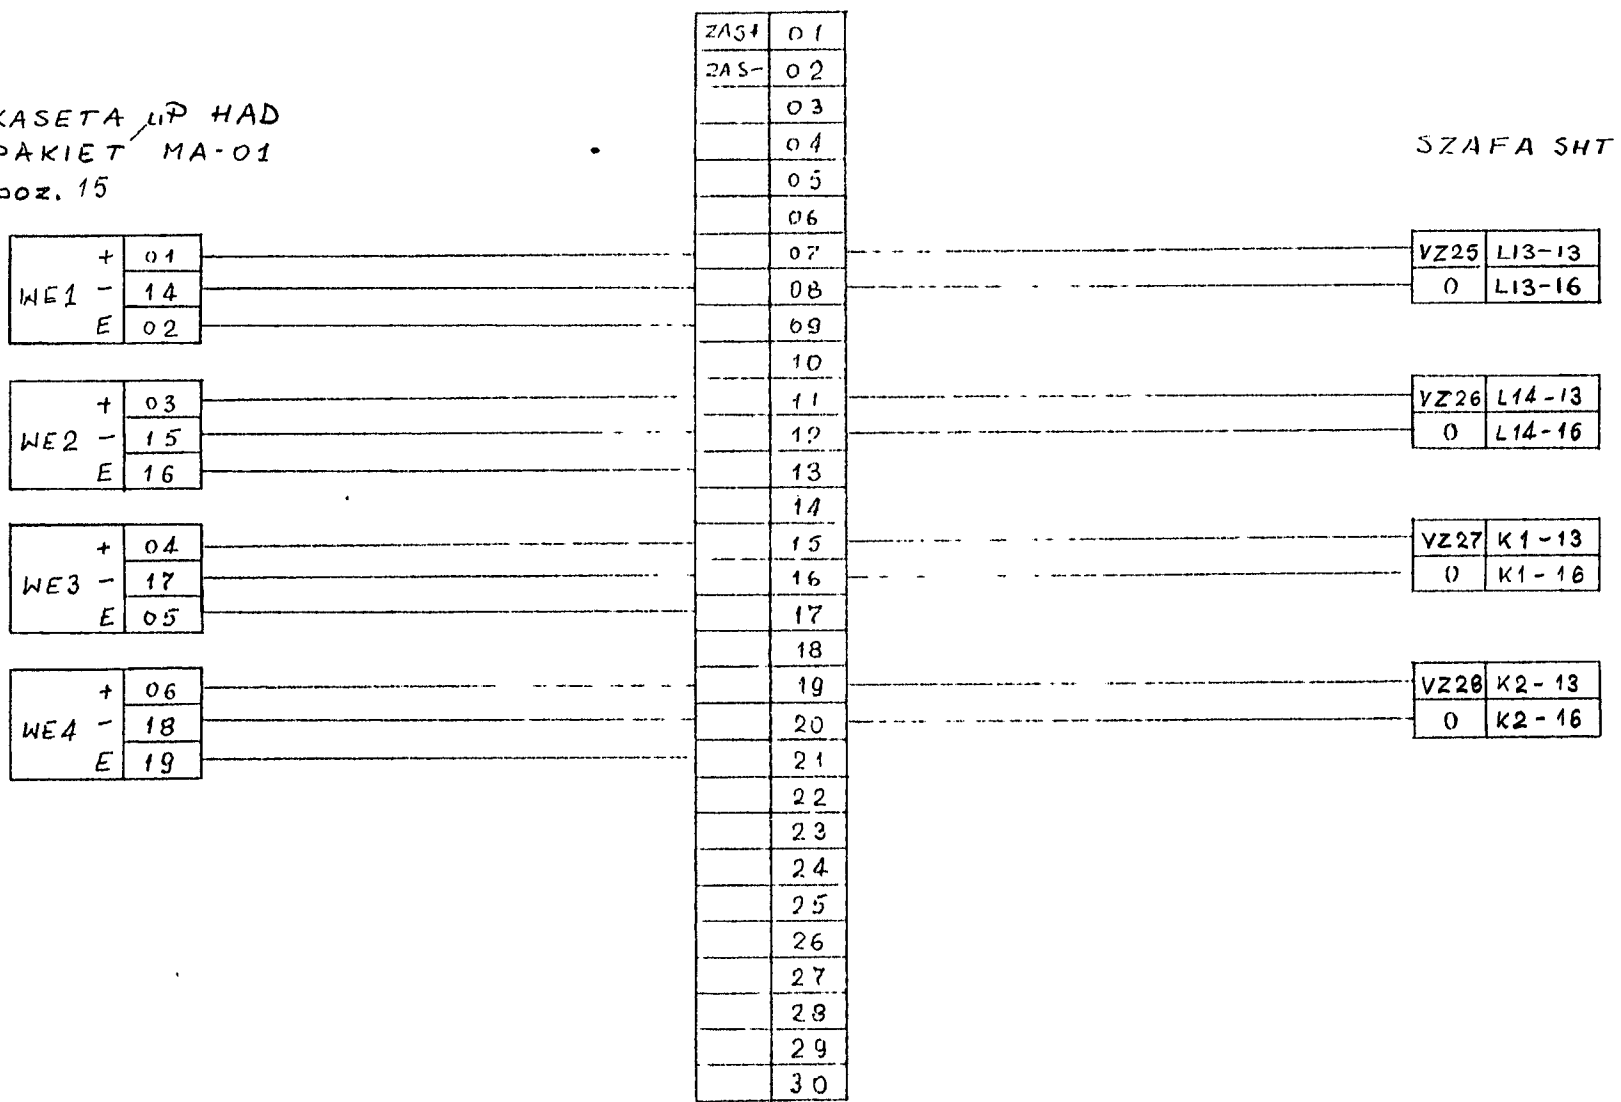 ZAS+ 01
ZAS- 02
03
04
05
06
07
08
09
10
11
12
13
14
15
16
17
18
19
20
21
22
23
24
25
26
27
28
29
30
KASETA µP HAD
PAKIET MA-01
poz. 15
WE1 + 01
- 14
E 02
WE2 + 03
- 15
E 16
WE3 + 04
- 17
E 05
WE4 + 06
- 18
E 19
SZAFA SHT
VZ25 L13-13
0 L13-16
VZ26 L14-13
0 L14-16
VZ27 K1-13
0 K1-16
VZ28 K2-13
0 K2-16